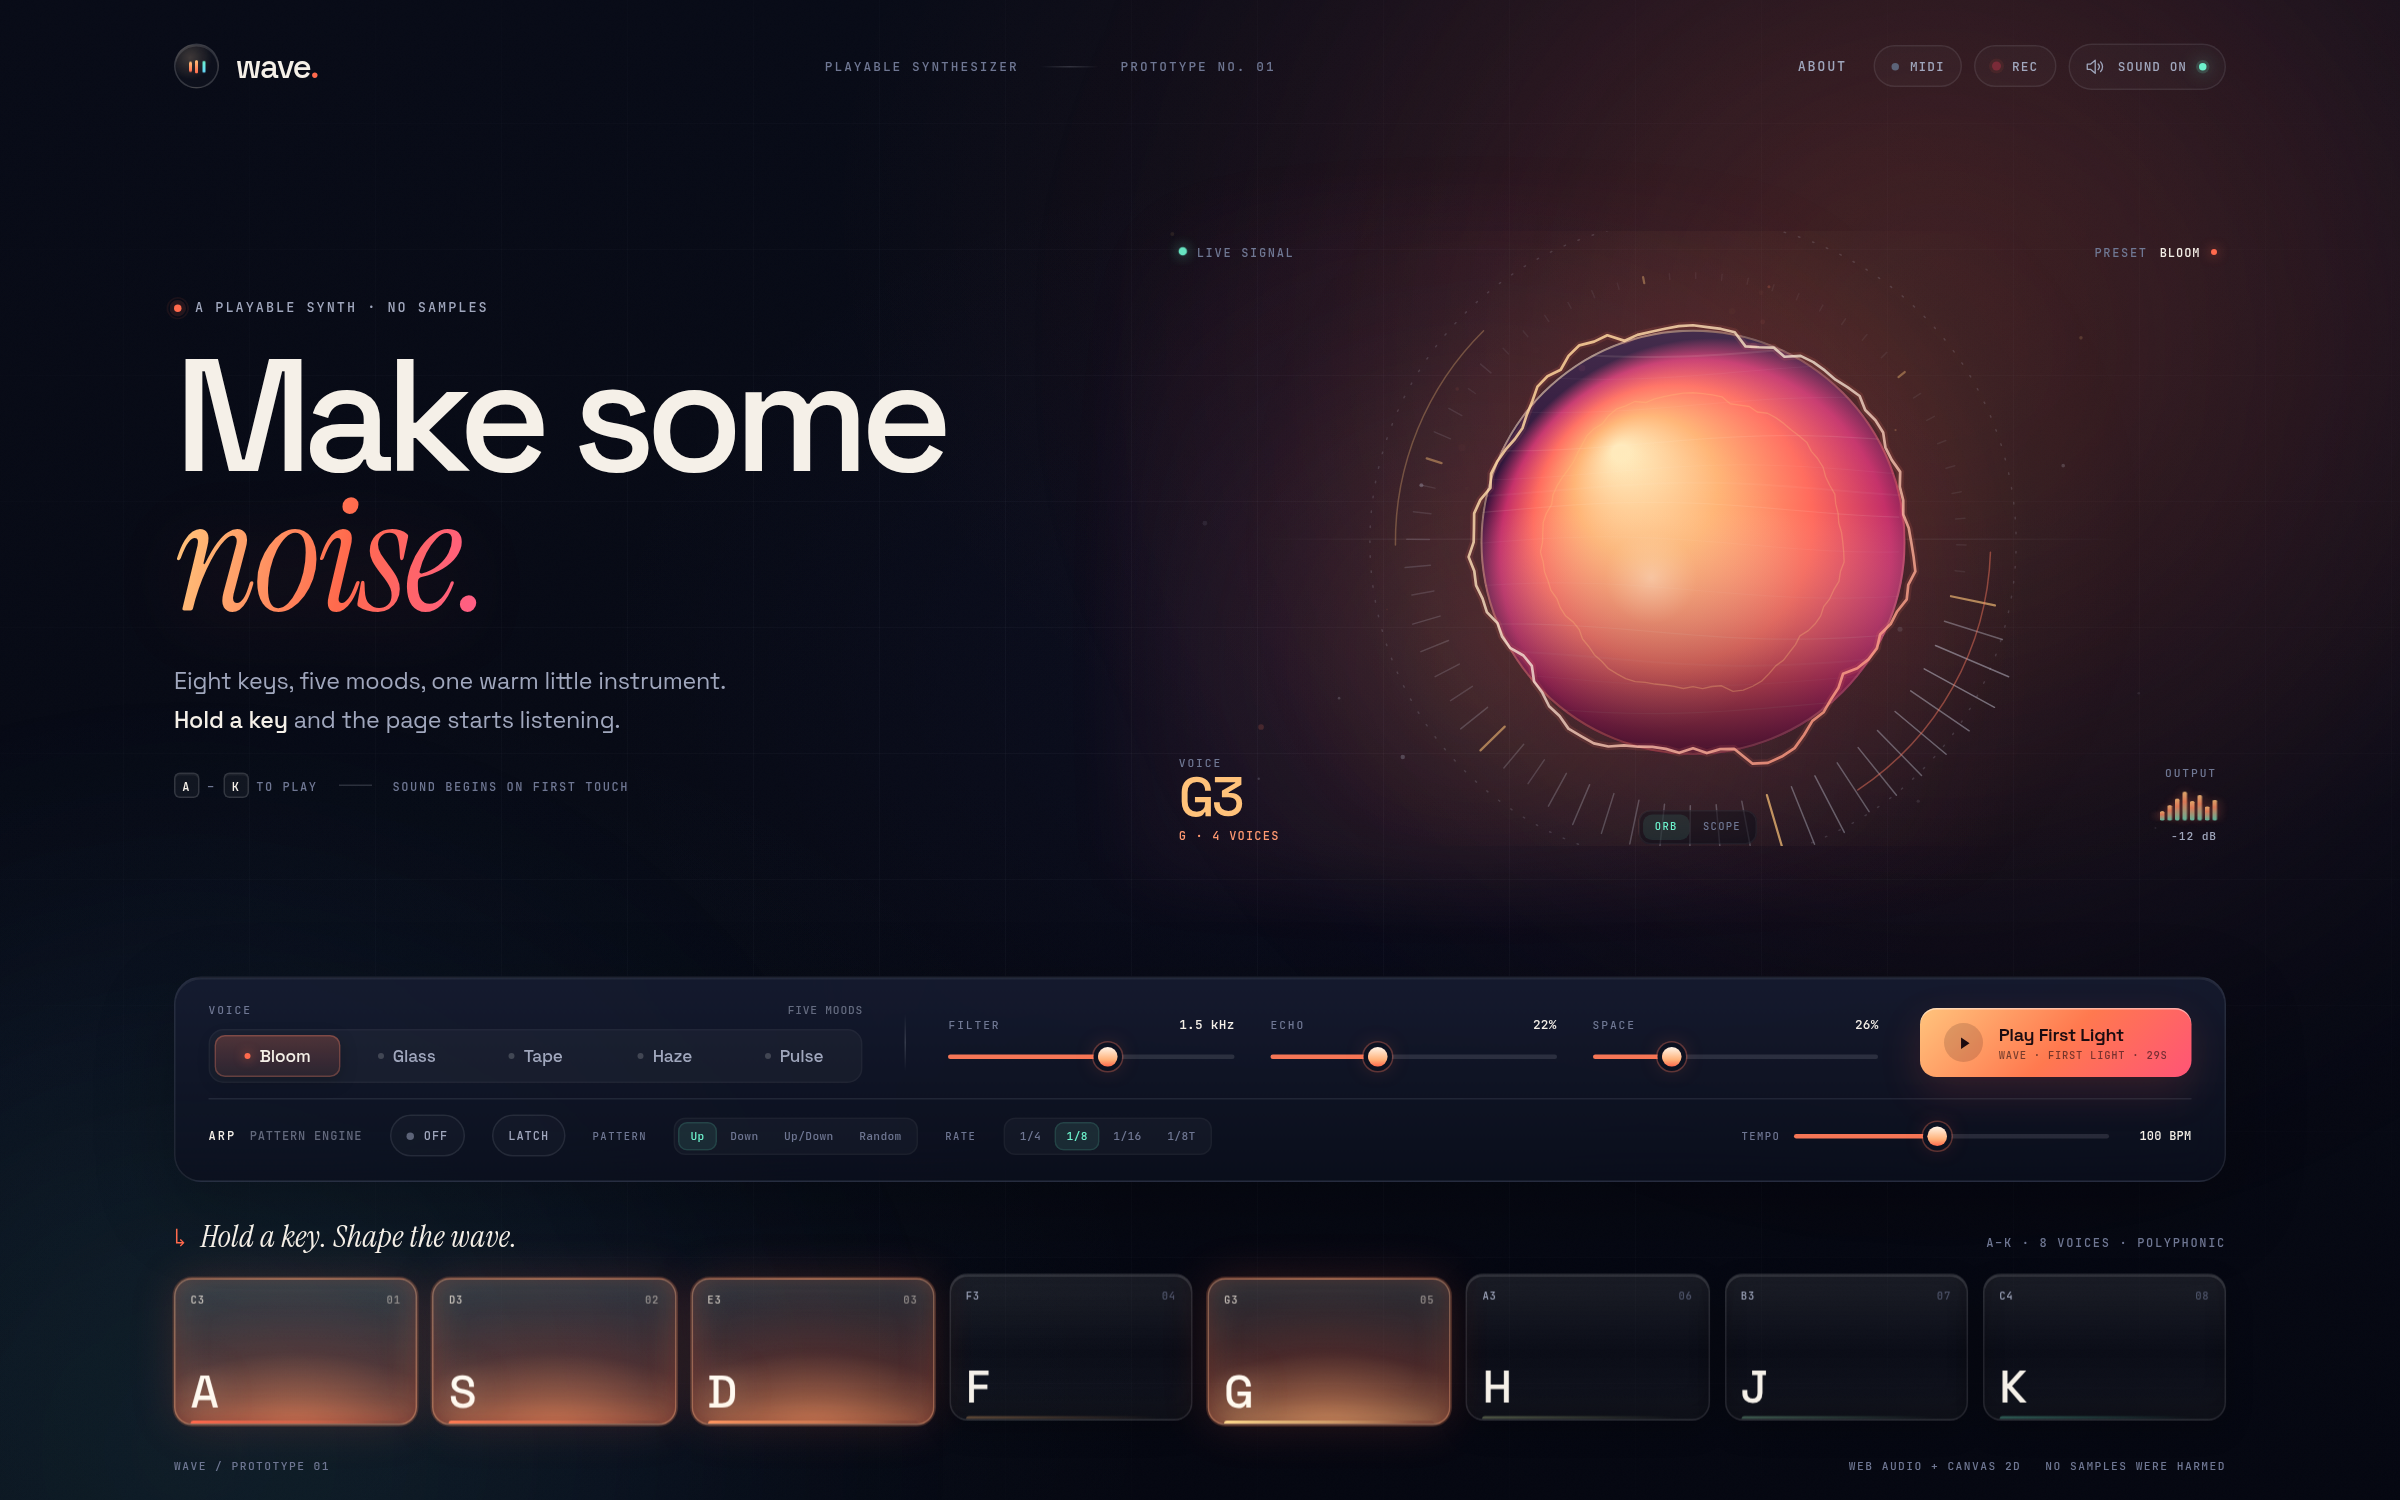 wave.
PLAYABLE SYNTHESIZER PROTOTYPE NO. 01
ABOUT MIDI REC SOUND ON
LIVE SIGNAL
PRESET BLOOM
A PLAYABLE SYNTH · NO SAMPLES
Make some
noise.
Eight keys, five moods, one warm little instrument.
Hold a key and the page starts listening.
A – K TO PLAY SOUND BEGINS ON FIRST TOUCH
VOICE
G3
G · 4 VOICES
ORB SCOPE
OUTPUT
-12 dB
VOICE FIVE MOODS
Bloom Glass Tape Haze Pulse
FILTER 1.5 kHz
ECHO 22%
SPACE 26%
Play First Light
WAVE · FIRST LIGHT · 29S
ARP PATTERN ENGINE OFF LATCH PATTERN Up Down Up/Down Random RATE 1/4 1/8 1/16 1/8T TEMPO 100 BPM
↳ Hold a key. Shape the wave.
A–K · 8 VOICES · POLYPHONIC
C3 01 D3 02 E3 03 F3 04 G3 05 A3 06 B3 07 C4 08
A S D F G H J K
WAVE / PROTOTYPE 01
WEB AUDIO + CANVAS 2D NO SAMPLES WERE HARMED